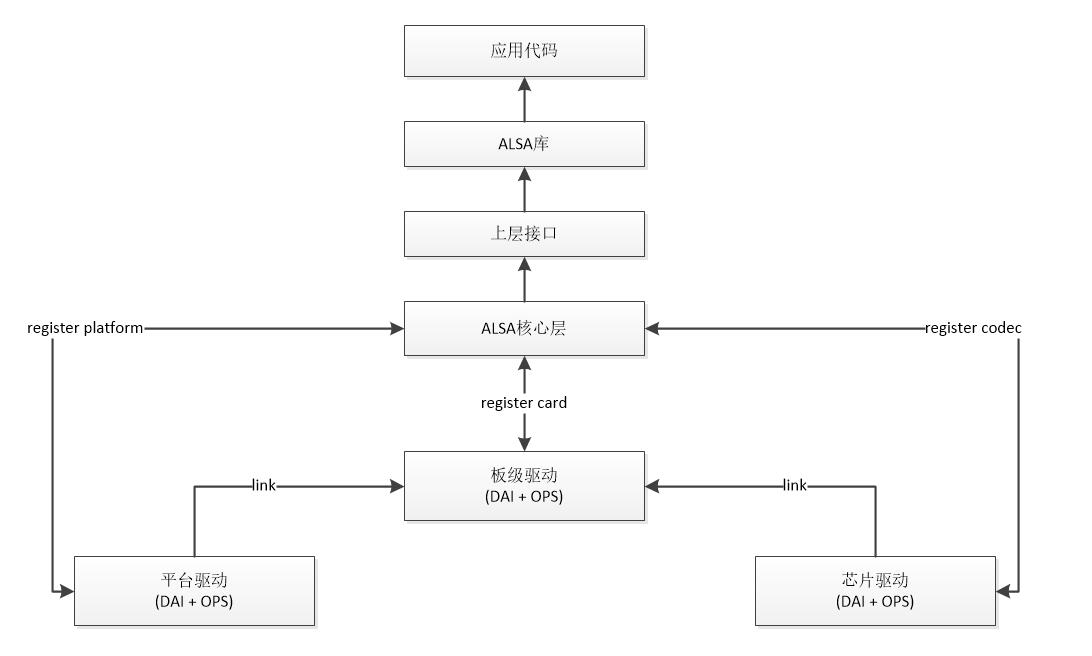 应用代码
ALSA库
上层接口
register platform
ALSA核心层
register codec
register card
板级驱动
(DAI + OPS)
link
link
平台驱动
(DAI + OPS)
芯片驱动
(DAI + OPS)